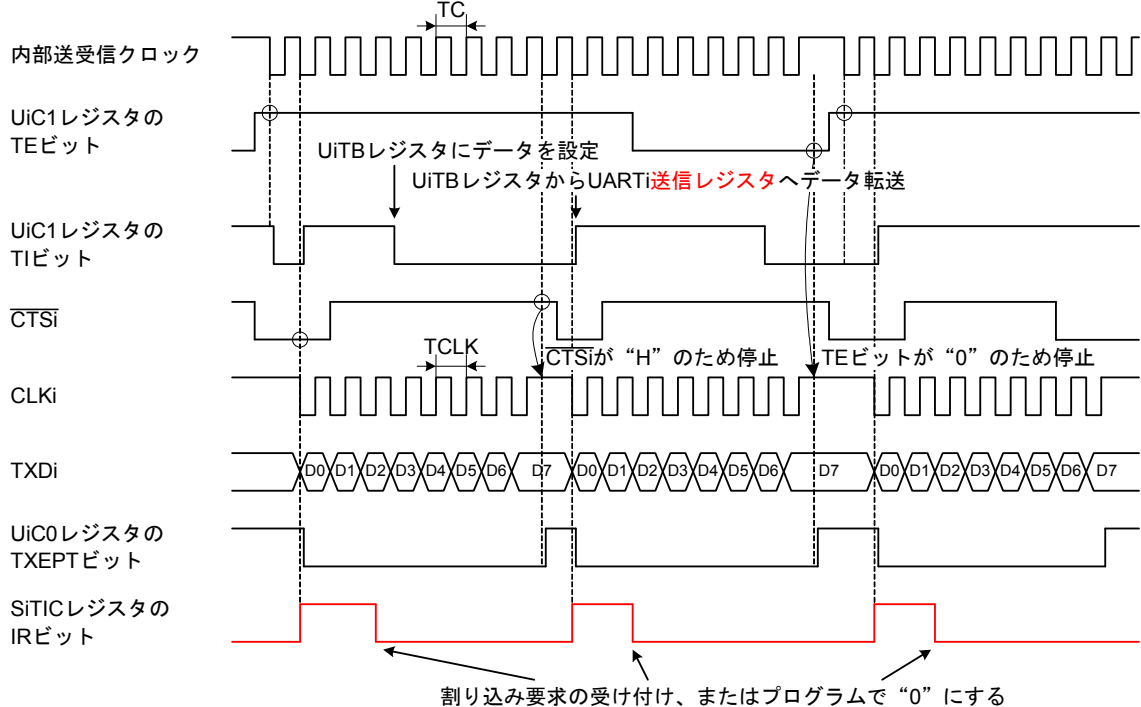 TC
内部送受信クロック
UiC1レジスタの
TEビット
UiTBレジスタにデータを設定
UiTBレジスタからUARTi送信レジスタへデータ転送
UiC1レジスタの
TIビット
CTSi
TCLK
CTSiが“H”のため停止
TEビットが“0”のため停止
CLKi
TXDi
D0 D1 D2 D3 D4 D5 D6 D7 D0 D1 D2 D3 D4 D5 D6 D7 D0 D1 D2 D3 D4 D5 D6 D7
UiC0レジスタの
TXEPTビット
SiTICレジスタの
IRビット
割り込み要求の受け付け、またはプログラムで“0”にする